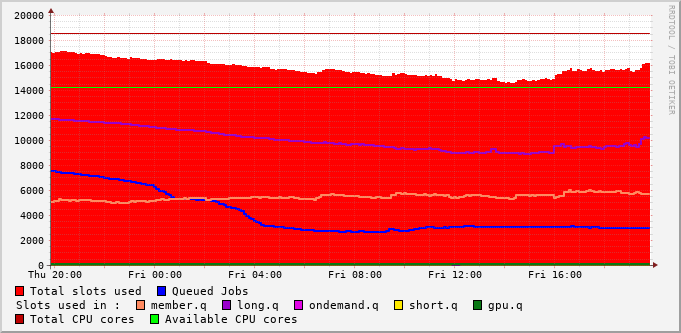 20000
18000
16000
14000
12000
10000
8000
6000
4000
2000
0
Thu 20:00 Fri 00:00 Fri 04:00 Fri 08:00 Fri 12:00 Fri 16:00
Total slots used Queued Jobs
Slots used in : member.q long.q ondemand.q short.q gpu.q
Total CPU cores Available CPU cores
RRDTOOL / TOBI OETIKER